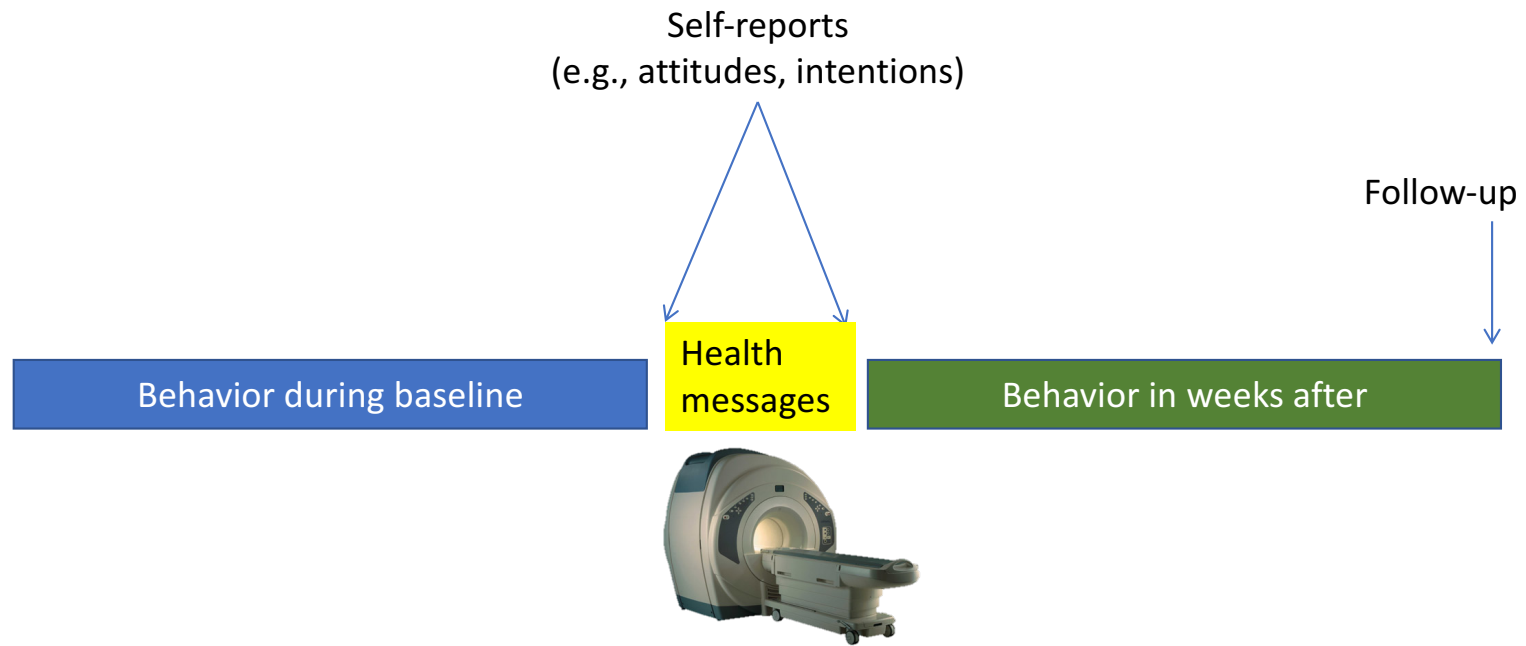 Self-reports
(e.g., attitudes, intentions)
Follow-up
Health
messages
Behavior during baseline
Behavior in weeks after